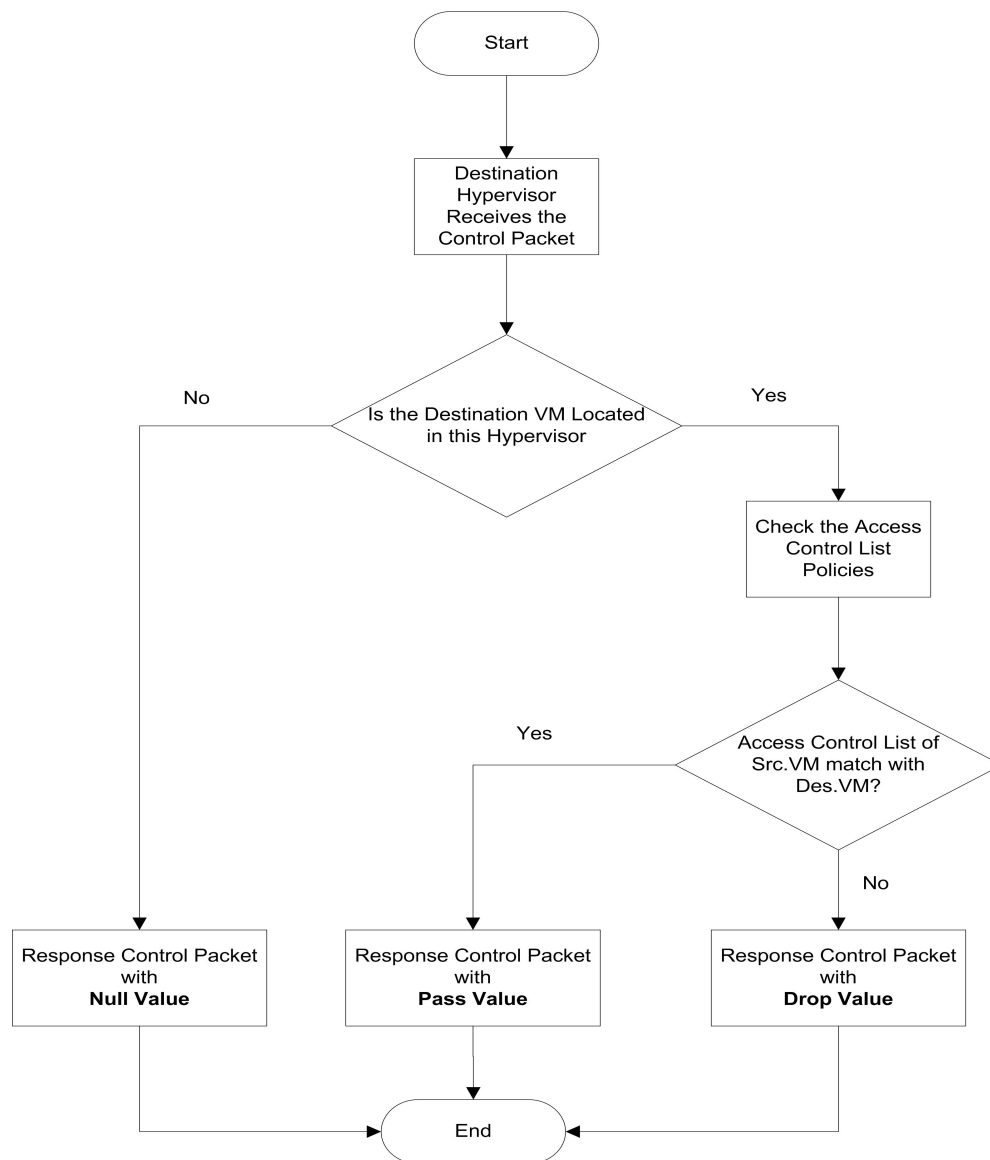 Start
Destination
Hypervisor
Receives the
Control Packet
No
Yes
Is the Destination VM Located
in this Hypervisor
Check the Access
Control List
Policies
Yes
Access Control List of
Src.VM match with
Des.VM?
No
Response Control Packet
with
Null Value
Response Control Packet
with
Pass Value
Response Control Packet
with
Drop Value
End